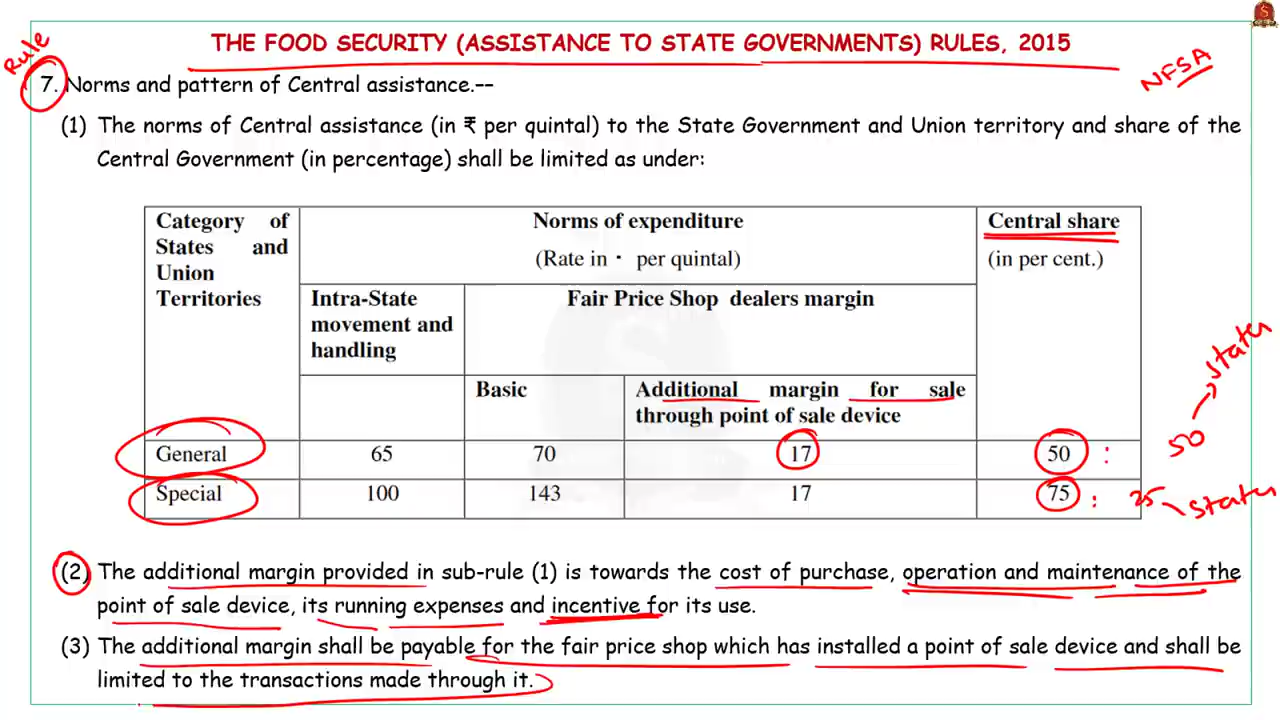 THE FOOD SECURITY (ASSISTANCE TO STATE GOVERNMENTS) RULES, 2015
Rule
NFSA
7. Norms and pattern of Central assistance.--
(1) The norms of Central assistance (in ₹ per quintal) to the State Government and Union territory and share of the
Central Government (in percentage) shall be limited as under:
Category of
States and
Union
Territories
Norms of expenditure
(Rate in · per quintal)
Central share
(in per cent.)
Intra-State
movement and
handling
Fair Price Shop dealers margin
Basic
Additional margin for sale
through point of sale device
General 65 70 17 50 :
50 → States
Special 100 143 17 75 :
25 States
(2) The additional margin provided in sub-rule (1) is towards the cost of purchase, operation and maintenance of the
point of sale device, its running expenses and incentive for its use.
(3) The additional margin shall be payable for the fair price shop which has installed a point of sale device and shall be
limited to the transactions made through it.